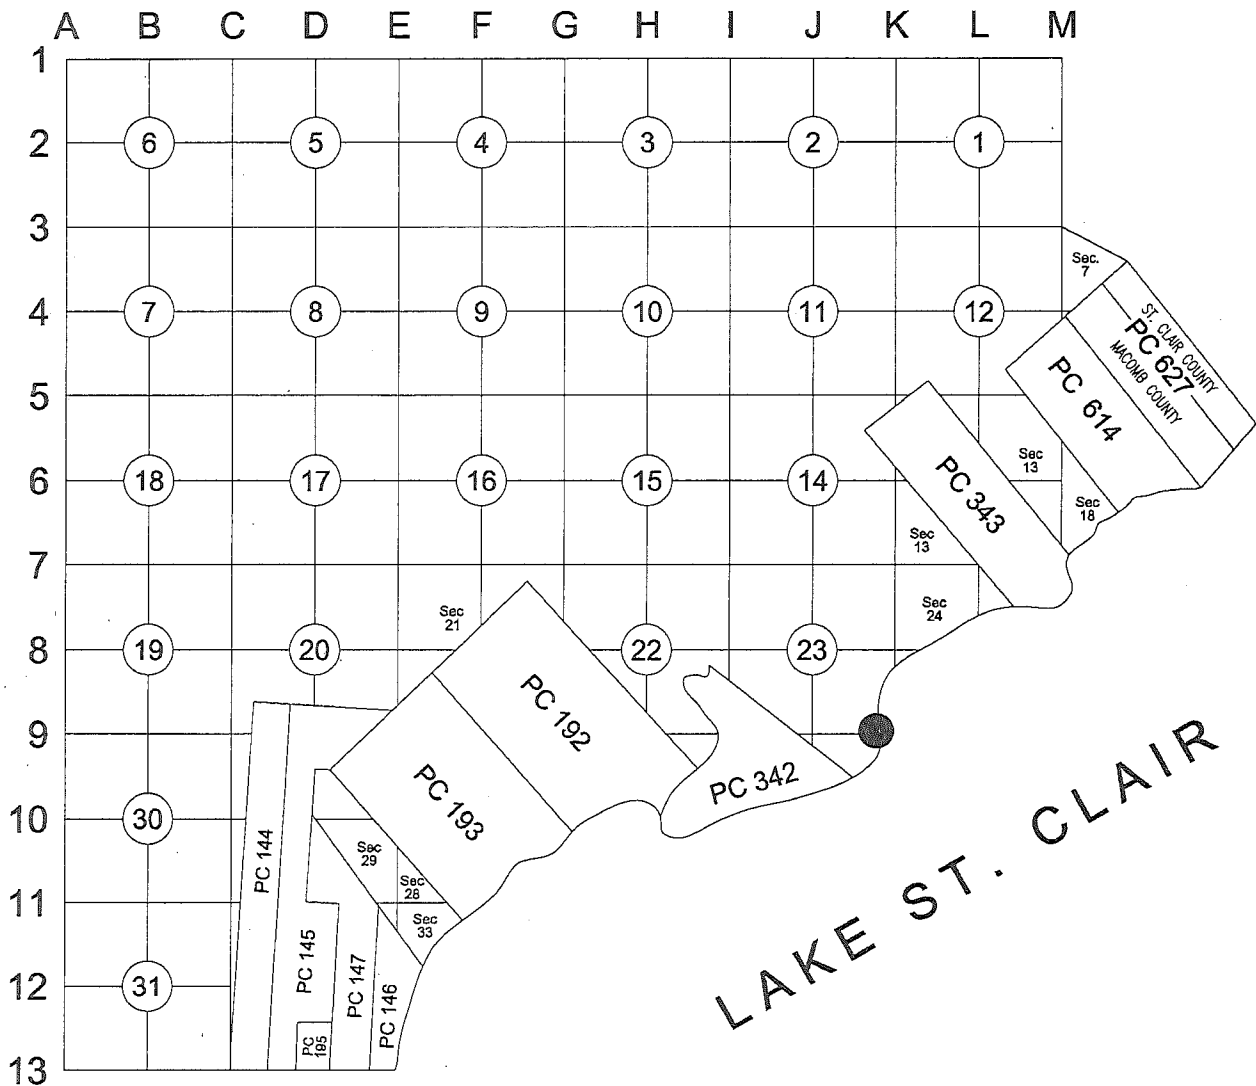 A B C D E F G H I J K L M
1
2 6 5 4 3 2 1
3
Sec.
7
4 7 8 9 10 11 12
ST. CLAIR COUNTY
PC 627
MACOMB COUNTY
PC 614
5
PC 343
Sec
13
6 18 17 16 15 14
Sec
18
Sec
13
7
Sec
21
Sec
24
8 19 20 22 23
PC 192
9
PC 193
PC 342
10 30
PC 144
Sec
29
Sec
28
11
Sec
33
PC 145
PC 147
PC 146
12 31
PC
195
13
LAKE ST. CLAIR